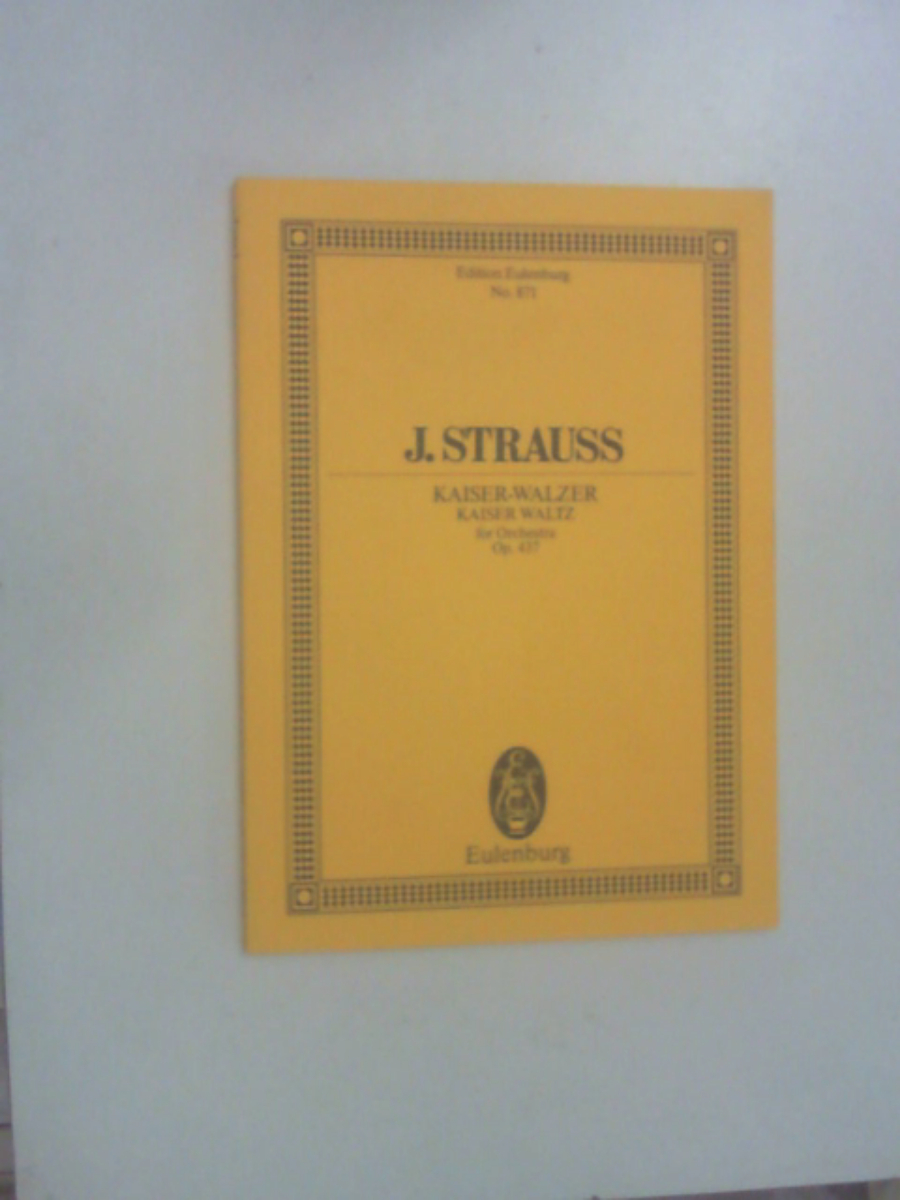 Edition Eulenburg
No. 871
J. STRAUSS
KAISER-WALZER
KAISER WALTZ
for Orchestra
Op. 437
Eulenburg